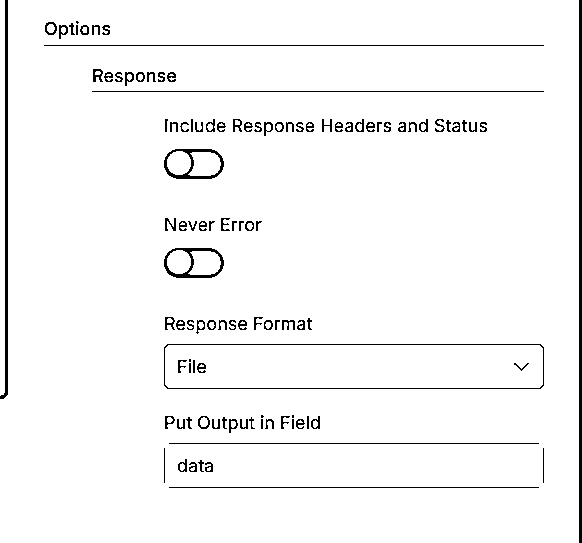 Options
Response
Include Response Headers and Status
Never Error
Response Format
File
Put Output in Field
data